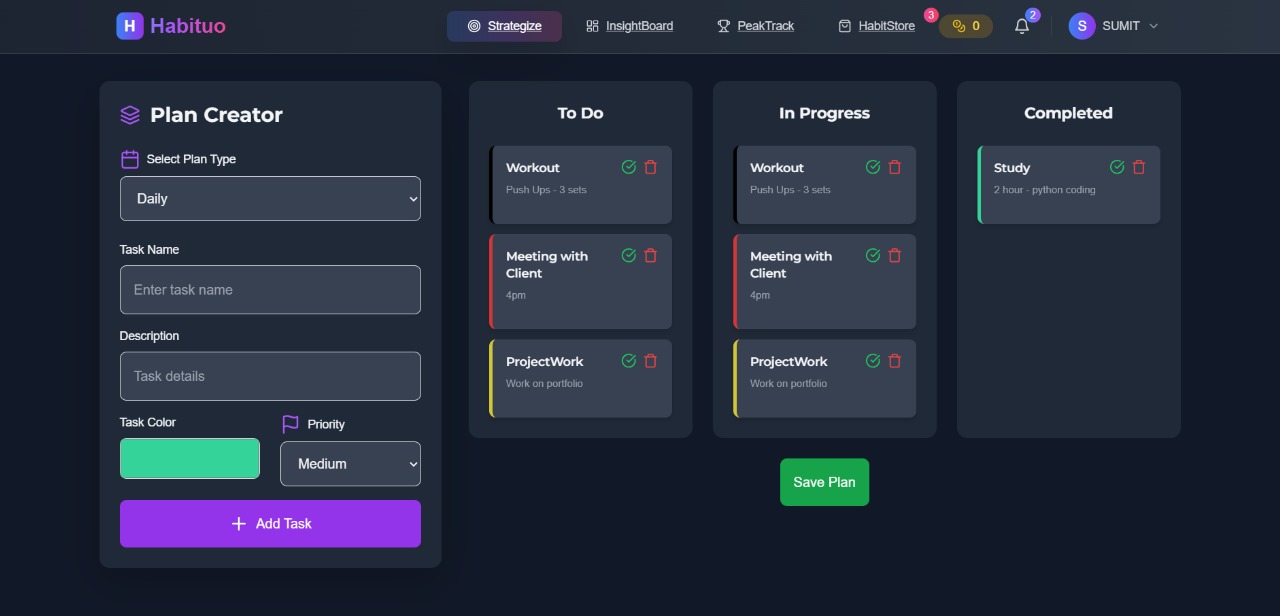 H Habituo
Strategize
InsightBoard
PeakTrack
HabitStore
3
0
2
S SUMIT
Plan Creator
Select Plan Type
Daily
Task Name
Enter task name
Description
Task details
Task Color
Priority
Medium
Add Task
To Do
Workout
Push Ups - 3 sets
Meeting with
Client
4pm
ProjectWork
Work on portfolio
In Progress
Workout
Push Ups - 3 sets
Meeting with
Client
4pm
ProjectWork
Work on portfolio
Completed
Study
2 hour - python coding
Save Plan